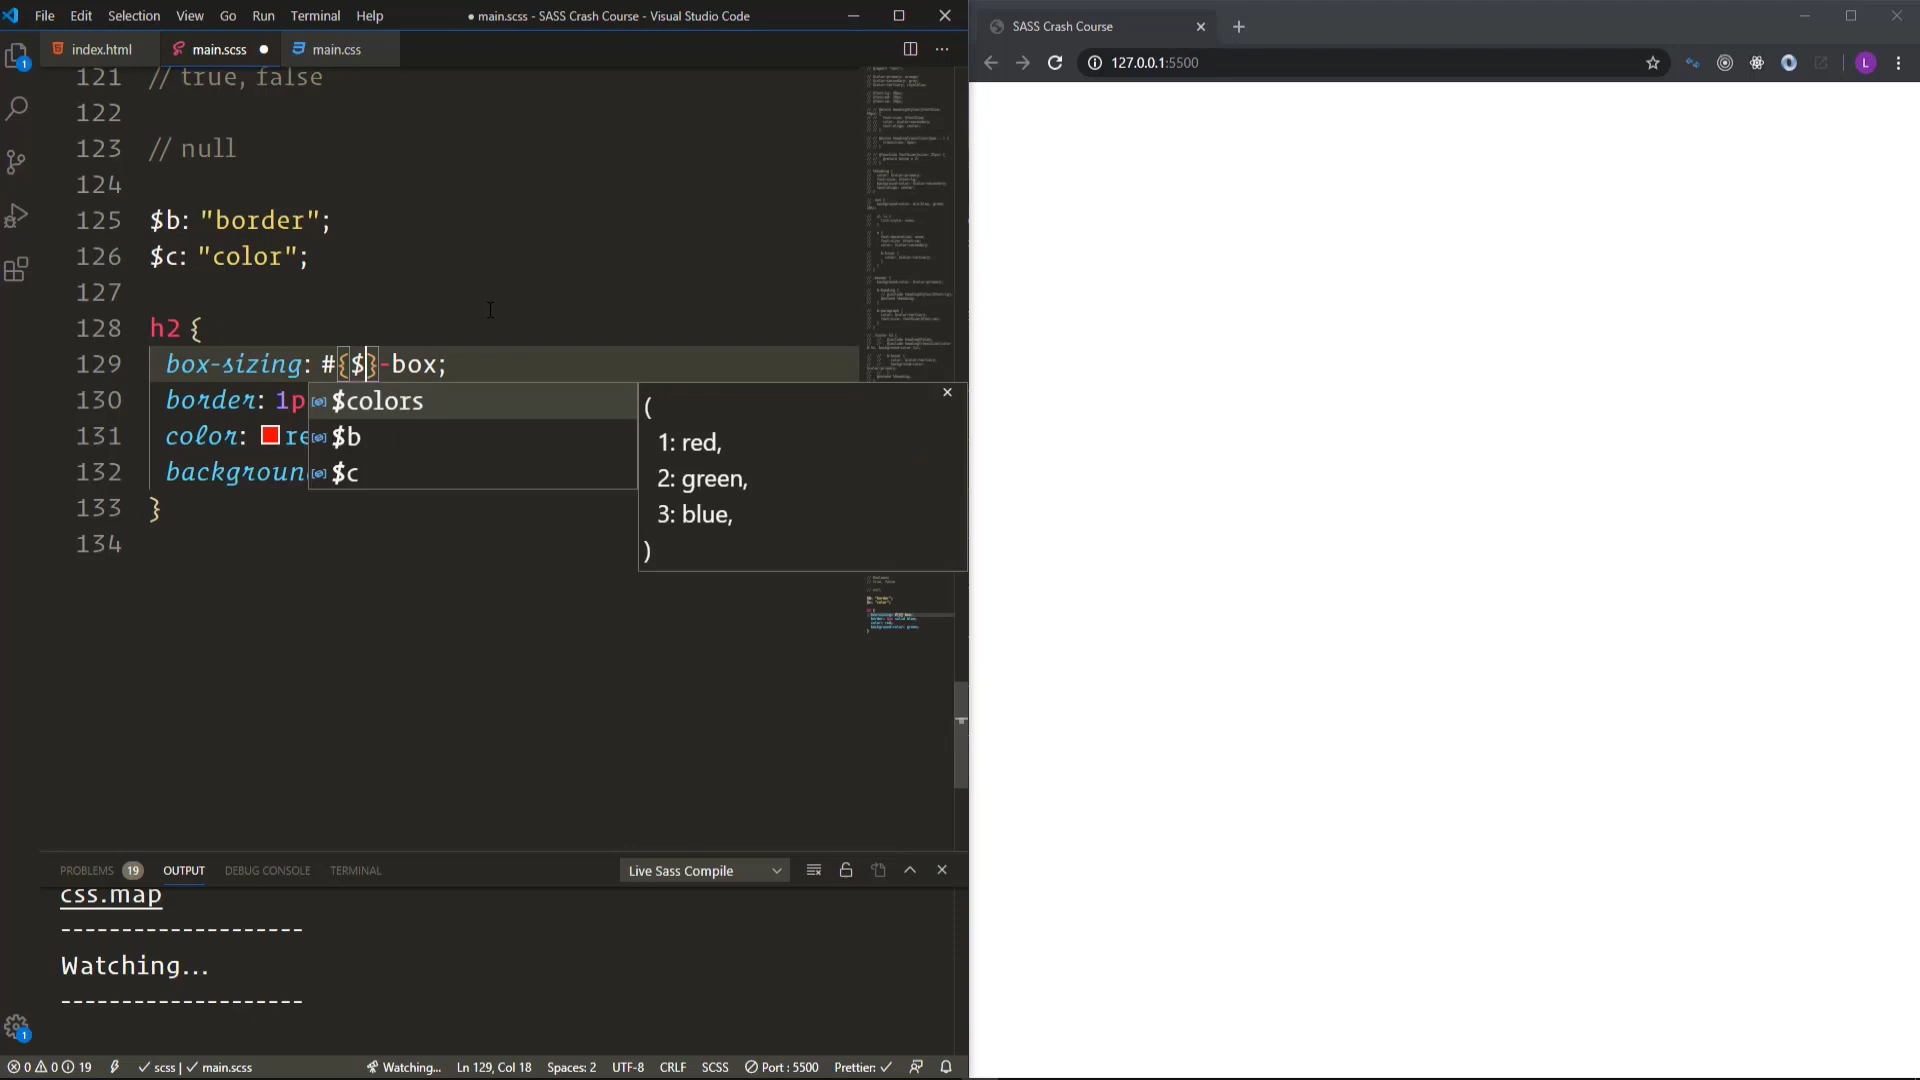 File Edit Selection View Go Run Terminal Help
● main.scss - SASS Crash Course - Visual Studio Code
SASS Crash Course
index.html
main.scss
main.css
127.0.0.1:5500
L
1
121 // true, false
122
123 // null
124
125 $b: "border";
126 $c: "color";
127
128 h2 {
129 box-sizing: #{$}-box;
130 border: 1p
131 color: re
132 backgroun
133 }
134
$colors
$b
$c
(
1: red,
2: green,
3: blue,
)
PROBLEMS 19 OUTPUT DEBUG CONSOLE TERMINAL
Live Sass Compile
css.map
--------------------
Watching...
--------------------
1
0 0 19 scss | main.scss Watching... Ln 129, Col 18 Spaces: 2 UTF-8 CRLF SCSS Port : 5500 Prettier: